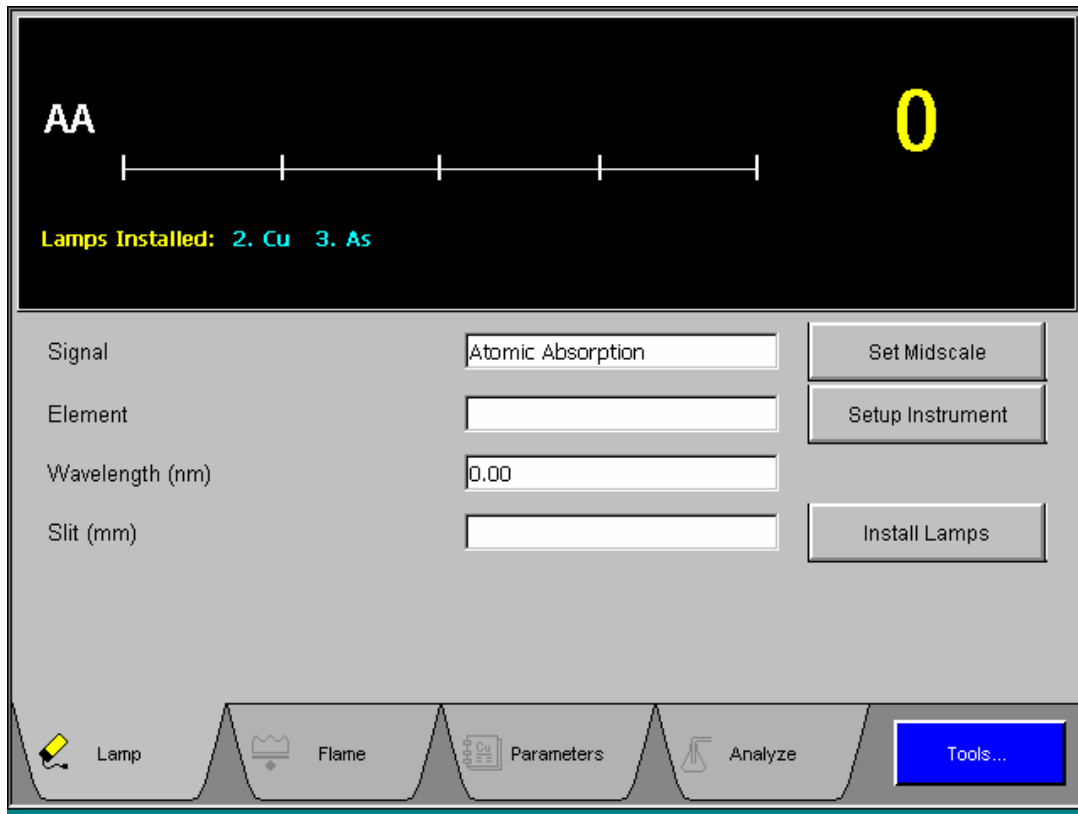 AA
0
Lamps Installed: 2. Cu 3. As
Signal
Atomic Absorption
Set Midscale
Element
Setup Instrument
Wavelength (nm)
0.00
Slit (mm)
Install Lamps
Lamp
Flame
Cu
Parameters
Analyze
Tools...